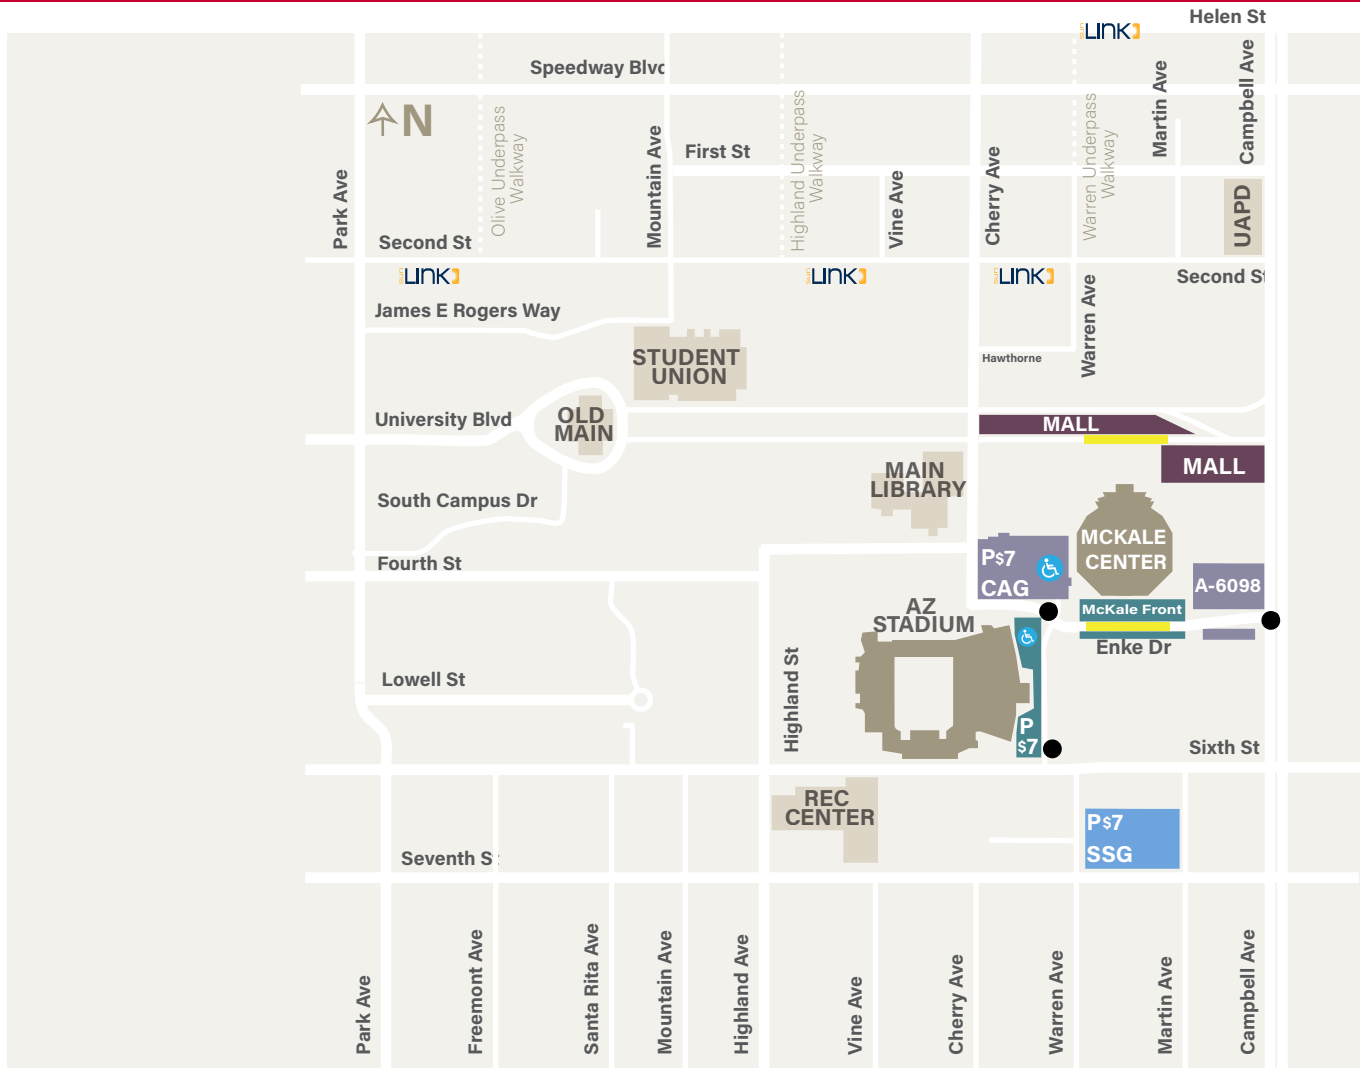 Helen St
sun LINK
Speedway Blvd
N
Olive Underpass
Walkway
Mountain Ave
First St
Highland Underpass
Walkway
Vine Ave
Cherry Ave
Warren Underpass
Walkway
Martin Ave
Campbell Ave
Park Ave
UAPD
Second St
sun LINK
sun LINK
sun LINK
Second St
James E Rogers Way
Warren Ave
STUDENT
UNION
Hawthorne
University Blvd
OLD
MAIN
MALL
MALL
MAIN
LIBRARY
South Campus Dr
MCKALE
CENTER
P$7
CAG
Fourth St
A-6098
AZ
STADIUM
McKale Front
Enke Dr
Lowell St
Highland St
P
$7
Sixth St
REC
CENTER
P$7
SSG
Seventh S
Park Ave
Freemont Ave
Santa Rita Ave
Mountain Ave
Highland Ave
Vine Ave
Cherry Ave
Warren Ave
Martin Ave
Campbell Ave